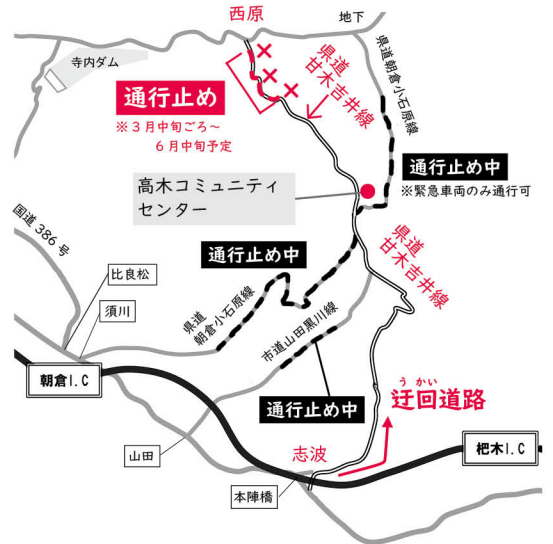 西原
地下
寺内ダム
県道
甘木吉井線
県道朝倉小石原線
通行止め
※3月中旬ごろ~
6月中旬予定
通行止め中
※緊急車両のみ通行可
高木コミュニティ
センター
国道386号
通行止め中
県道
甘木吉井線
比良松
須川
県道
朝倉小石原線
市道山田黒川線
朝倉I.C
通行止め中
うかい
迂回道路
山田
志波
杷木I.C
本陣橋